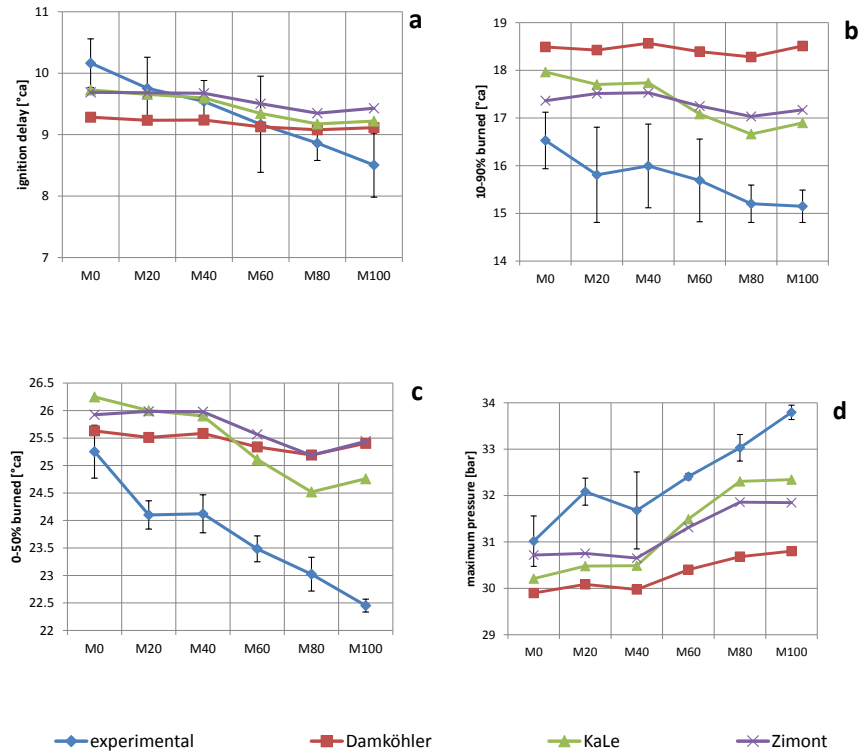 a
ignition delay [°ca]
11
10
9
8
7
M0 M20 M40 M60 M80 M100
b
10-90% burned [°ca]
19
18
17
16
15
14
M0 M20 M40 M60 M80 M100
c
0-50% burned [°ca]
26.5
26
25.5
25
24.5
24
23.5
23
22.5
22
M0 M20 M40 M60 M80 M100
d
maximum pressure [bar]
34
33
32
31
30
29
M0 M20 M40 M60 M80 M100
experimental Damköhler KaLe Zimont